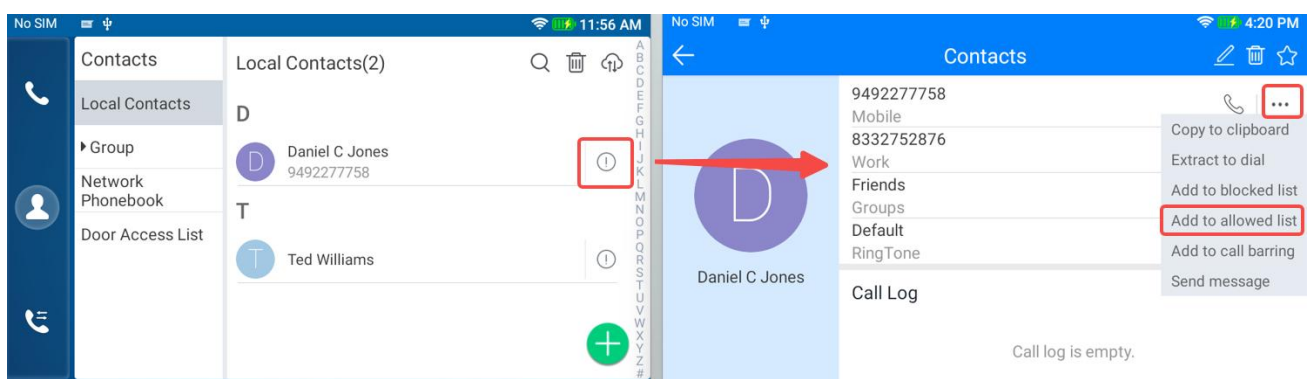 No SIM
11:56 AM
Contacts
Local Contacts
Group
Network
Phonebook
Door Access List
Local Contacts(2)
D
D
Daniel C Jones
9492277758
T
T
Ted Williams
A
B
C
D
E
F
G
H
I
J
K
L
M
N
O
P
Q
R
S
T
U
V
W
X
Y
Z
#
No SIM
4:20 PM
Contacts
D
Daniel C Jones
9492277758
Mobile
8332752876
Work
Friends
Groups
Default
RingTone
Call Log
Call log is empty.
Copy to clipboard
Extract to dial
Add to blocked list
Add to allowed list
Add to call barring
Send message